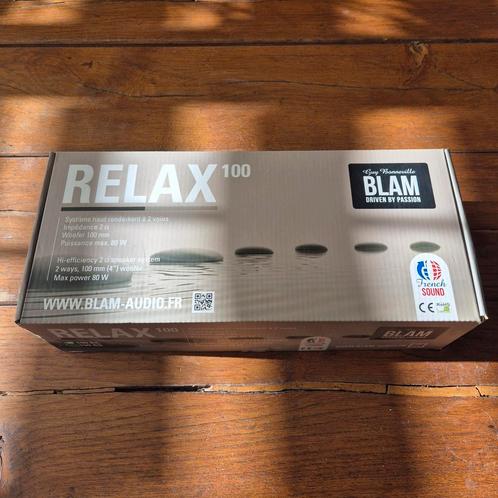 RELAX 100
Guy Bonneville
BLAM
DRIVEN BY PASSION
Système haut rendement à 2 voies
Impédance 2 Ω
Woofer 100 mm
Puissance max. 80 W
Hi-efficiency 2 Ω speaker system
2 ways, 100 mm (4") woofer
Max power 80 W
French
SOUND
CE
WWW.BLAM-AUDIO.FR
RELAX 100
BLAM